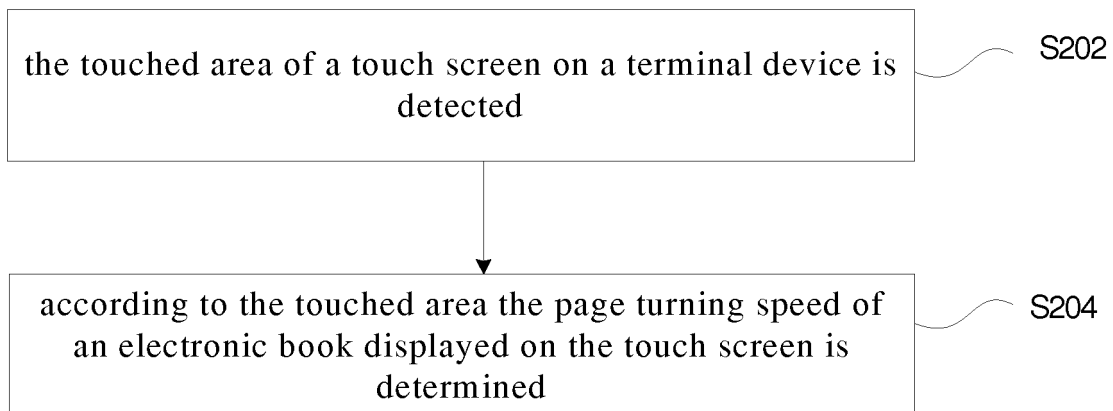 the touched area of a touch screen on a terminal device is
detected
S202
according to the touched area the page turning speed of
an electronic book displayed on the touch screen is
determined
S204